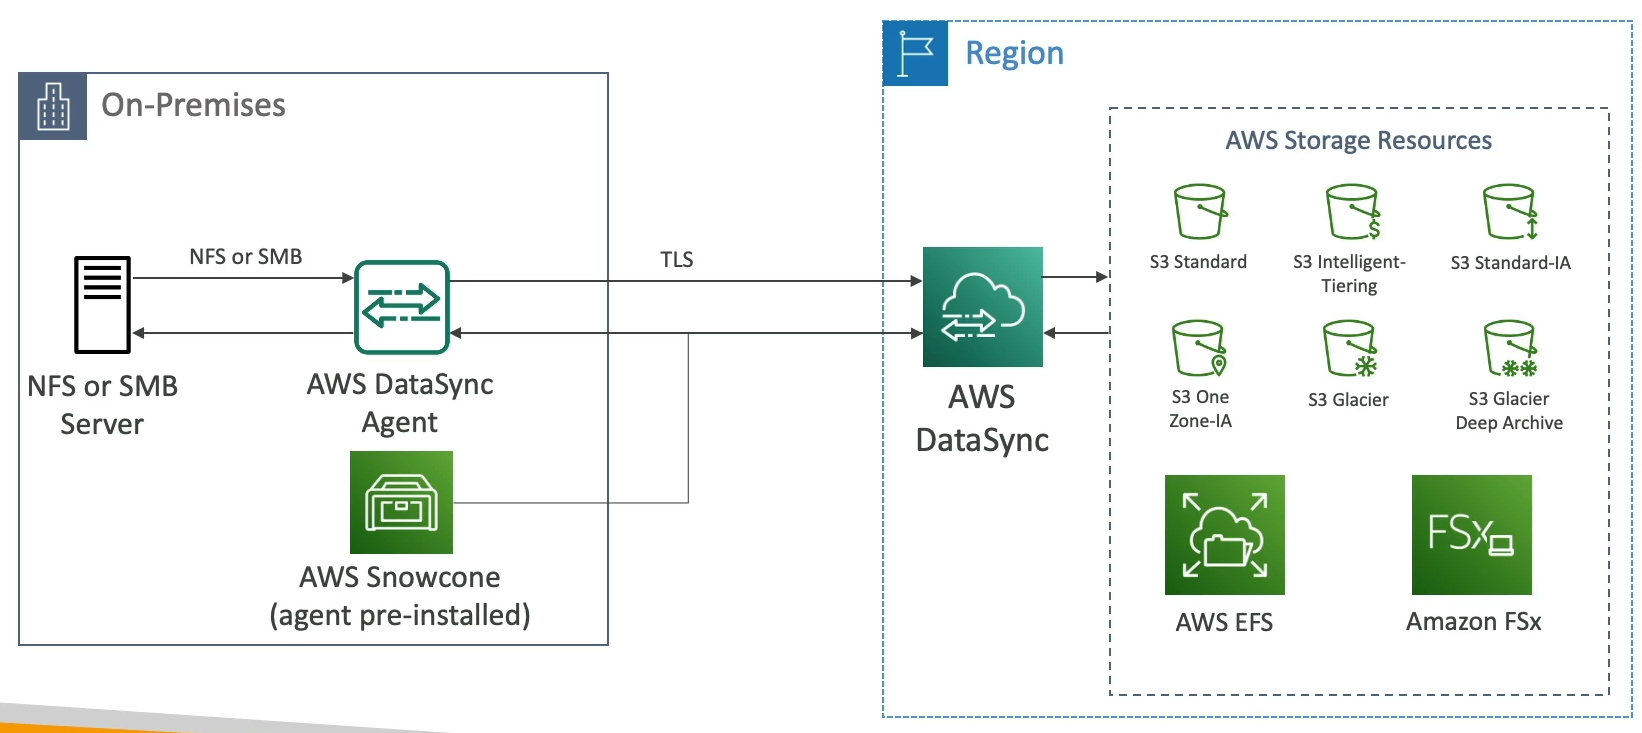 Region
On-Premises
AWS Storage Resources
S3 Standard
S3 Intelligent-
Tiering
S3 Standard-IA
NFS or SMB
TLS
S3 One
Zone-IA
S3 Glacier
S3 Glacier
Deep Archive
NFS or SMB
Server
AWS DataSync
Agent
AWS
DataSync
AWS Snowcone
(agent pre-installed)
FSx
AWS EFS
Amazon FSx